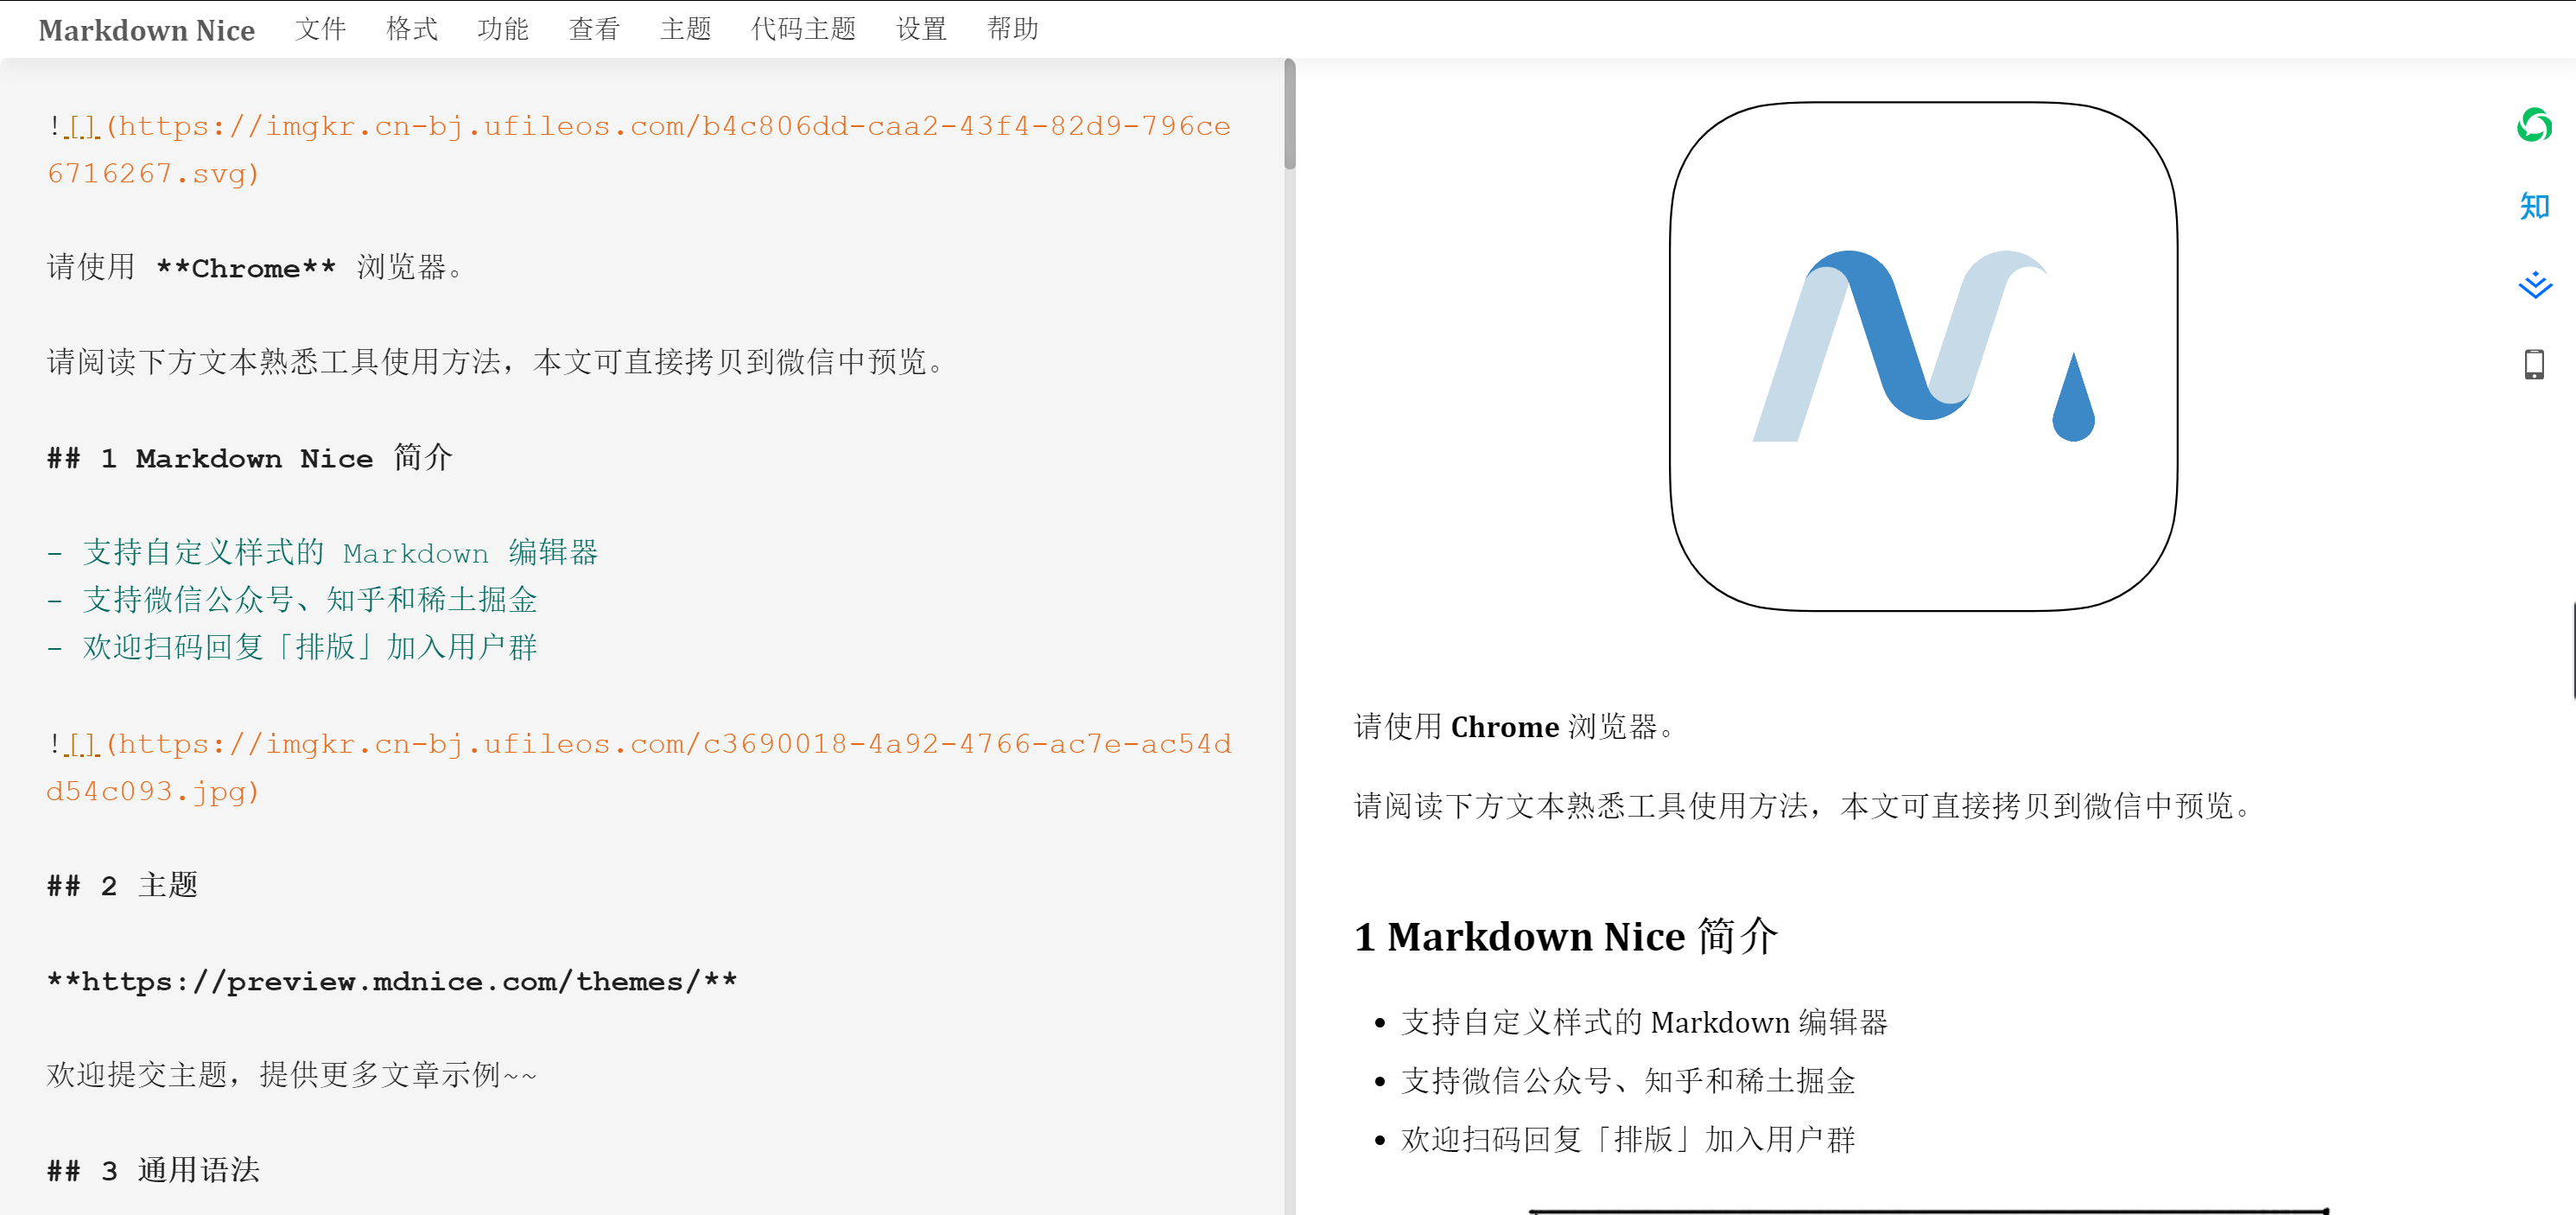 Markdown Nice 文件 格式 功能 查看 主题 代码主题 设置 帮助
![](https://imgkr.cn-bj.ufileos.com/b4c806dd-caa2-43f4-82d9-796ce
6716267.svg)
请使用 **Chrome** 浏览器。
请阅读下方文本熟悉工具使用方法，本文可直接拷贝到微信中预览。
## 1 Markdown Nice 简介
- 支持自定义样式的 Markdown 编辑器
- 支持微信公众号、知乎和稀土掘金
- 欢迎扫码回复「排版」加入用户群
![](https://imgkr.cn-bj.ufileos.com/c3690018-4a92-4766-ac7e-ac54d
d54c093.jpg)
## 2 主题
**https://preview.mdnice.com/themes/**
欢迎提交主题，提供更多文章示例~~
## 3 通用语法
请使用 Chrome 浏览器。
请阅读下方文本熟悉工具使用方法，本文可直接拷贝到微信中预览。
1 Markdown Nice 简介
• 支持自定义样式的 Markdown 编辑器
• 支持微信公众号、知乎和稀土掘金
• 欢迎扫码回复「排版」加入用户群
知